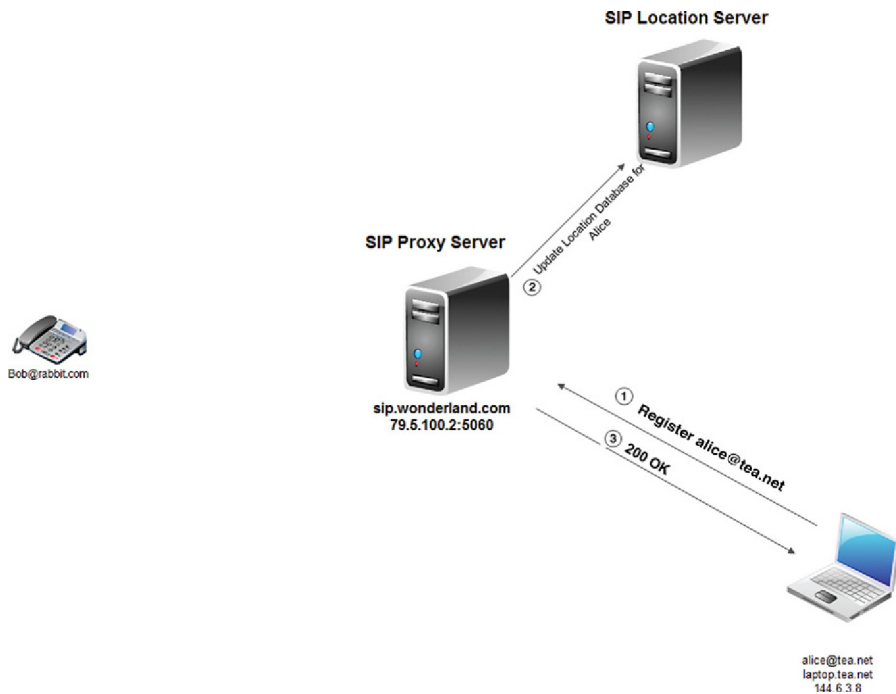 SIP Location Server
② Update Location Database for
Alice
SIP Proxy Server
sip.wonderland.com
79.5.100.2:5060
Bob@rabbit.com
① Register alice@tea.net
③ 200 OK
alice@tea.net
laptop.tea.net
144.6.3.8